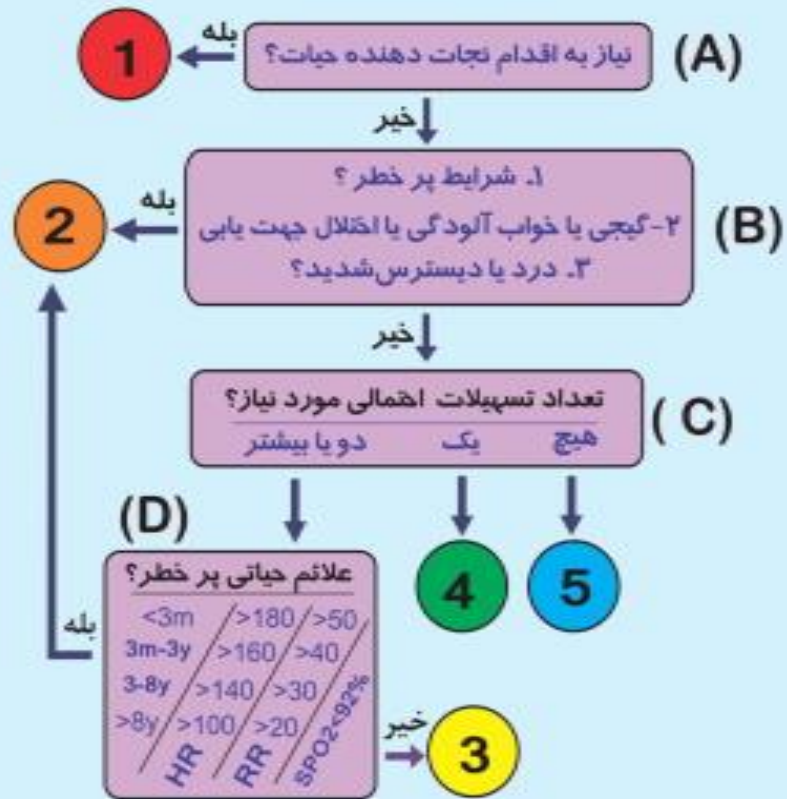 نیاز به اقدام نجات دهنده حیات؟
(A)
بله
1
خیر
۱. شرایط پر خطر ؟
۲-گیجی یا خواب آلودگی یا اختلال جهت یابی
۳. درد یا دیسترس‌شدید؟
(B)
بله
2
خیر
تعداد تسهیلات احتمالی مورد نیاز؟
هیچ یک دو یا بیشتر
( C)
(D)
4
5
علائم حیاتی پر خطر؟
<3m >180 >50
3m-3y >160 >40
3-8y >140 >30
>8y >100 >20
HR RR SPO2<92%
بله
خیر
3